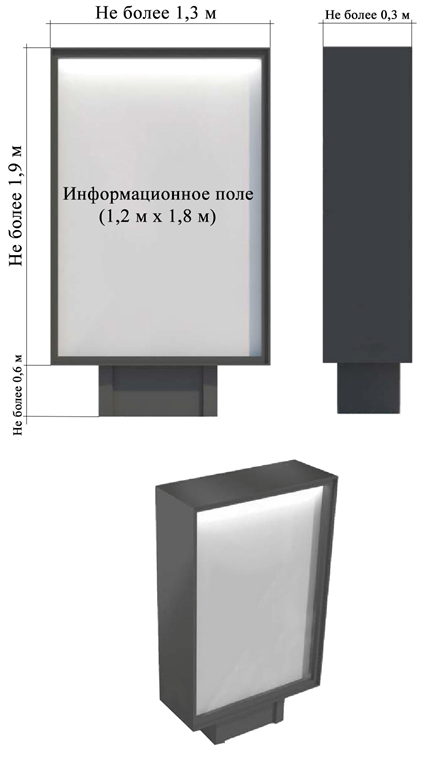 Не более 1,3 м
Не более 0,3 м
Не более 1,9 м
Информационное поле
(1,2 м х 1,8 м)
Не более 0,6 м